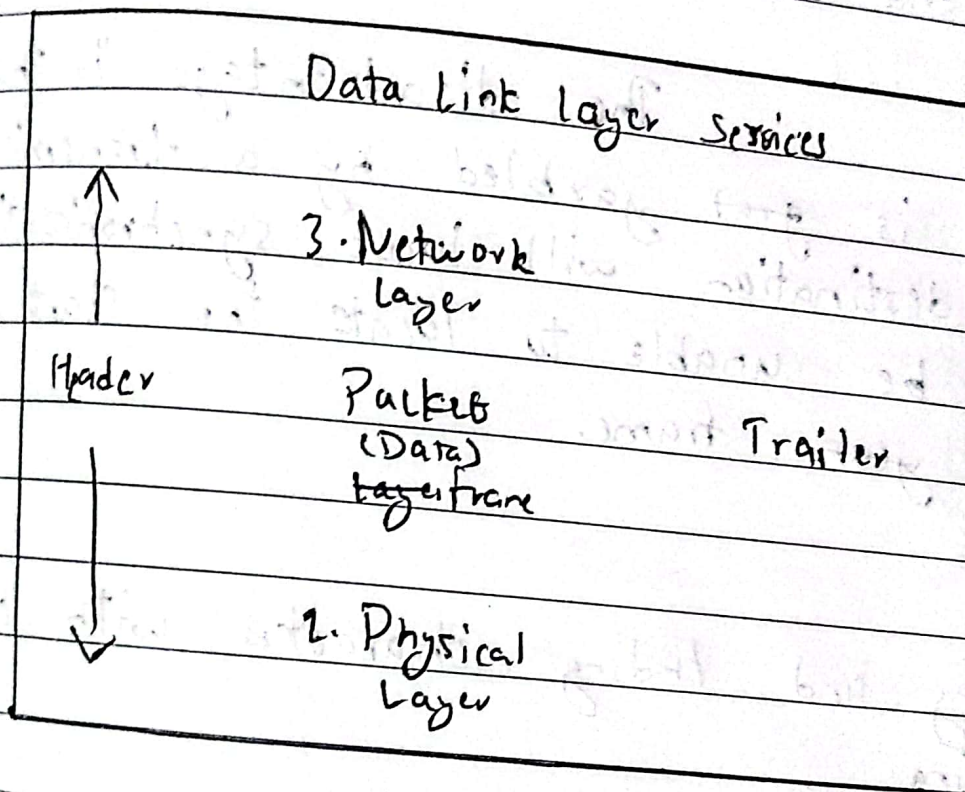 Data Link layer Services
3. Network
layer
Header Packet Trailer
(Data)
frame
2. Physical
Layer